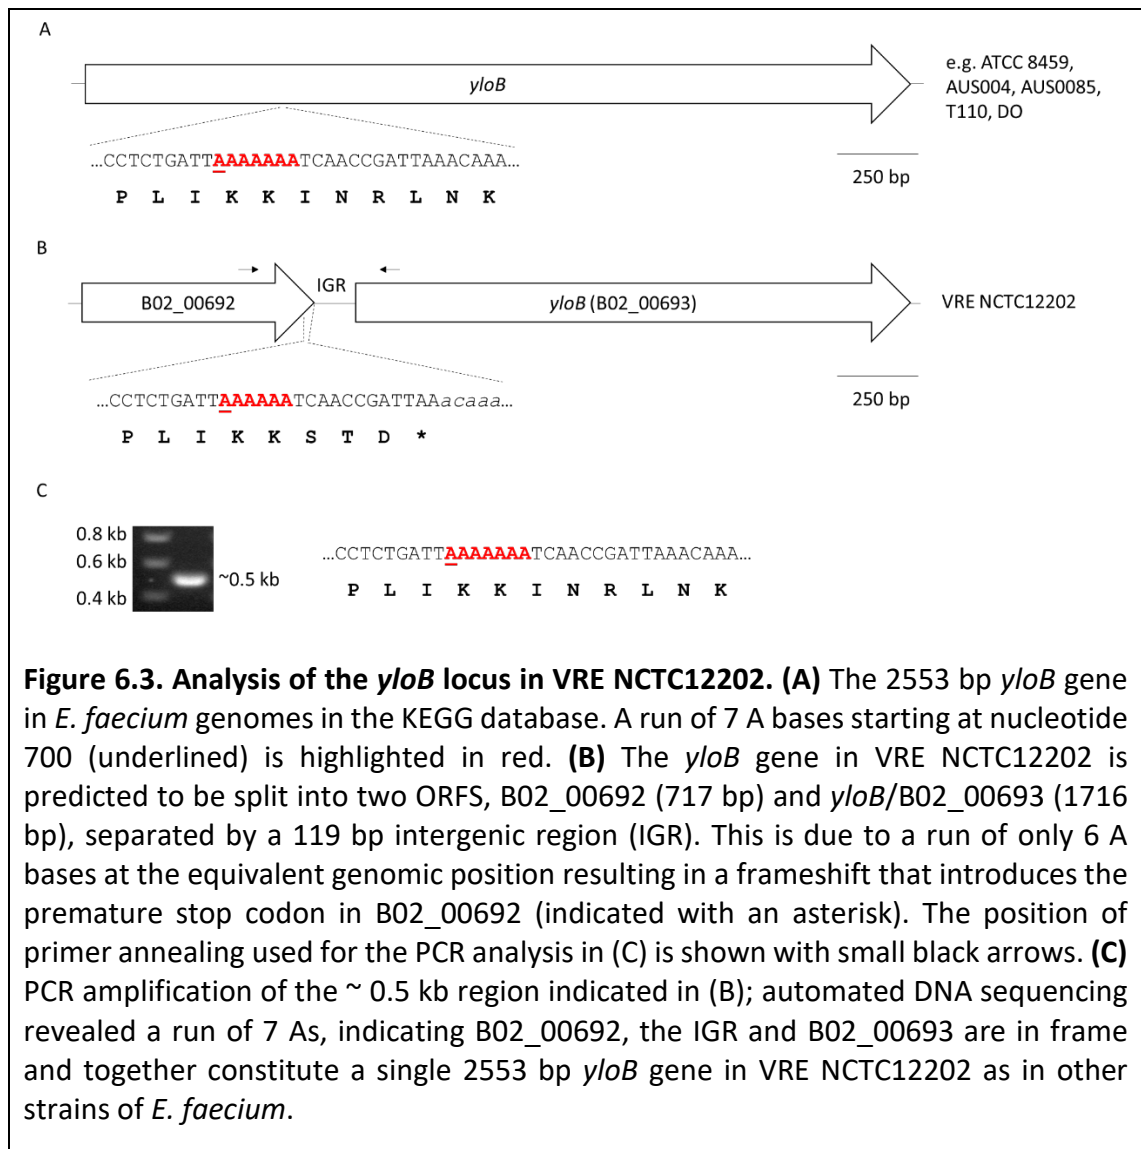 A
yloB
e.g. ATCC 8459,
AUS004, AUS0085,
T110, DO
...CCTCTGATTAAAAAAATCAACCGATTAAACAAA...
P L I K K I N R L N K
250 bp
B
B02_00692
IGR
yloB (B02_00693)
VRE NCTC12202
...CCTCTGATTAAAAAATCAACCGATTAAacaaa...
P L I K K S T D *
250 bp
C
0.8 kb
0.6 kb
0.4 kb
~0.5 kb
...CCTCTGATTAAAAAAATCAACCGATTAAACAAA...
P L I K K I N R L N K
Figure 6.3. Analysis of the yloB locus in VRE NCTC12202. (A) The 2553 bp yloB gene
in E. faecium genomes in the KEGG database. A run of 7 A bases starting at nucleotide
700 (underlined) is highlighted in red. (B) The yloB gene in VRE NCTC12202 is
predicted to be split into two ORFS, B02_00692 (717 bp) and yloB/B02_00693 (1716
bp), separated by a 119 bp intergenic region (IGR). This is due to a run of only 6 A
bases at the equivalent genomic position resulting in a frameshift that introduces the
premature stop codon in B02_00692 (indicated with an asterisk). The position of
primer annealing used for the PCR analysis in (C) is shown with small black arrows. (C)
PCR amplification of the ~ 0.5 kb region indicated in (B); automated DNA sequencing
revealed a run of 7 As, indicating B02_00692, the IGR and B02_00693 are in frame
and together constitute a single 2553 bp yloB gene in VRE NCTC12202 as in other
strains of E. faecium.